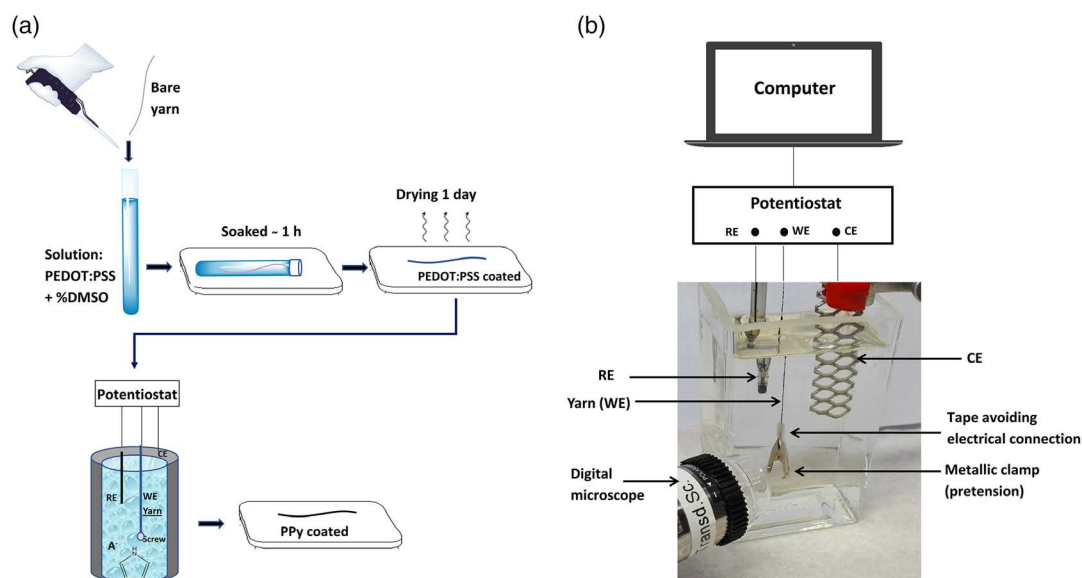 (a)
Bare
yarn
Solution:
PEDOT:PSS
+ %DMSO
Soaked ~ 1 h
Drying 1 day
PEDOT:PSS coated
Potentiostat
CE
RE
WE
Yarn
Screw
A-
H
N
PPy coated
(b)
Computer
Potentiostat
RE WE CE
RE
CE
Yarn (WE)
Tape avoiding
electrical connection
Digital
microscope
Metallic clamp
(pretension)
Transd.Sc.